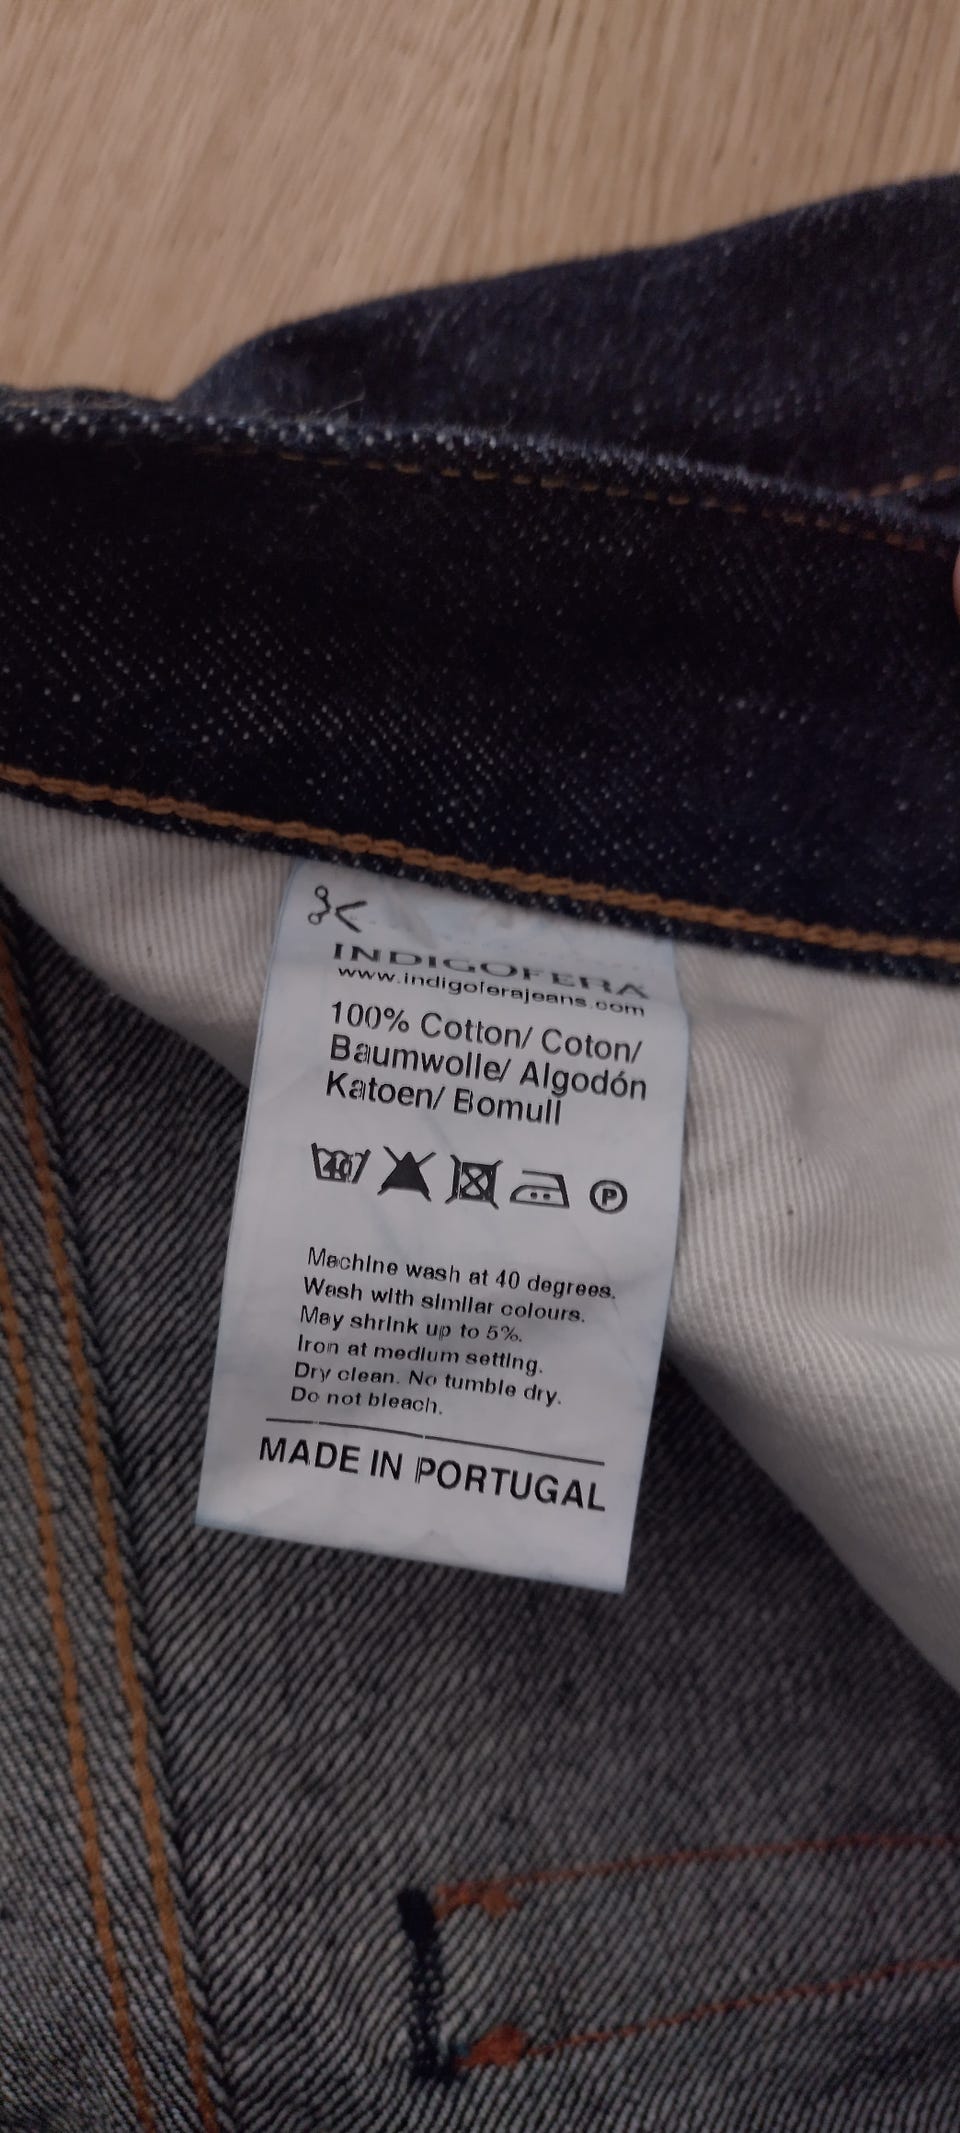 INDIGOFERA
www.indigoferajeans.com
100% Cotton/ Coton/
Baumwolle/ Algodón
Katoen/ Bomull
40
P
Machine wash at 40 degrees.
Wash with similar colours.
May shrink up to 5%.
Iron at medium setting.
Dry clean. No tumble dry.
Do not bleach.
MADE IN PORTUGAL